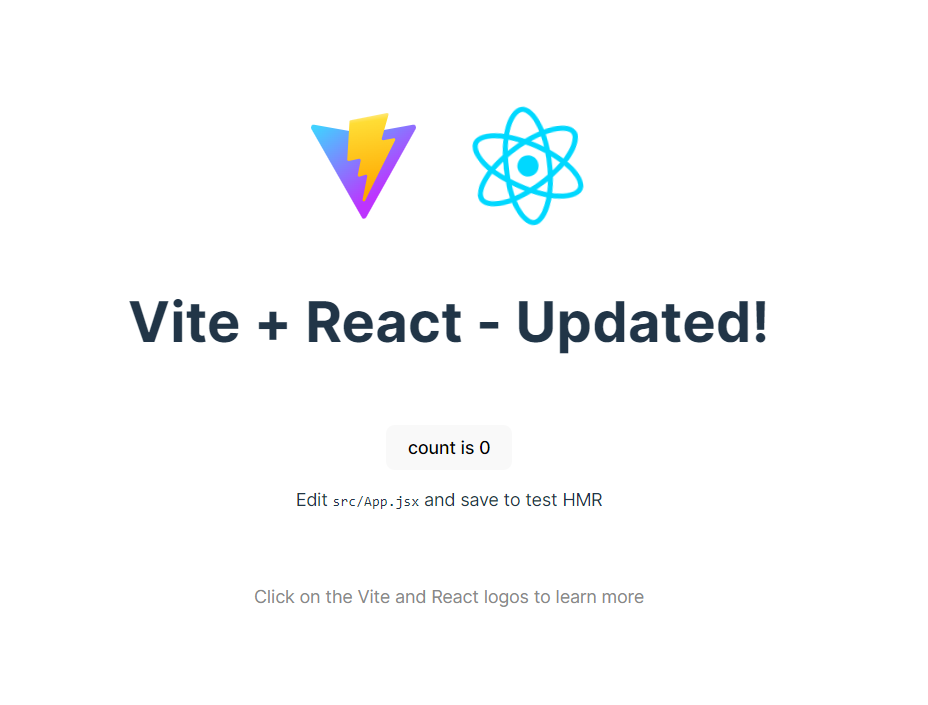 Vite + React - Updated!
count is 0
Edit src/App.jsx and save to test HMR
Click on the Vite and React logos to learn more